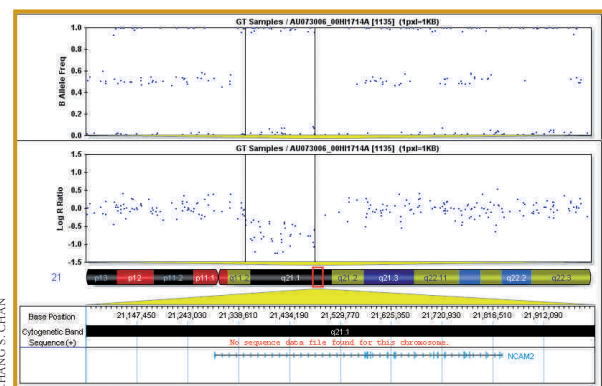 GT Samples / AU073006_00HI1714A [1135] (1pxl=1KB)
B Allele Freq
1.0
0.8
0.6
0.4
0.2
0.0
GT Samples / AU073006_00HI1714A [1135] (1pxl=1KB)
Log R Ratio
1.5
1.0
0.5
0.0
-0.5
-1.0
-1.5
21 p13 p12 p11.2 p11.1 q11.2 q21.1 q21.2 q21.3 q22.11 q22.2 q22.3
Base Position 21,147,450 21,243,030 21,338,610 21,434,190 21,529,770 21,625,350 21,720,930 21,816,510 21,912,090
Cytogenetic Band q21.1
Sequence (+) No sequence data file found for this chromosome.
NCAM2